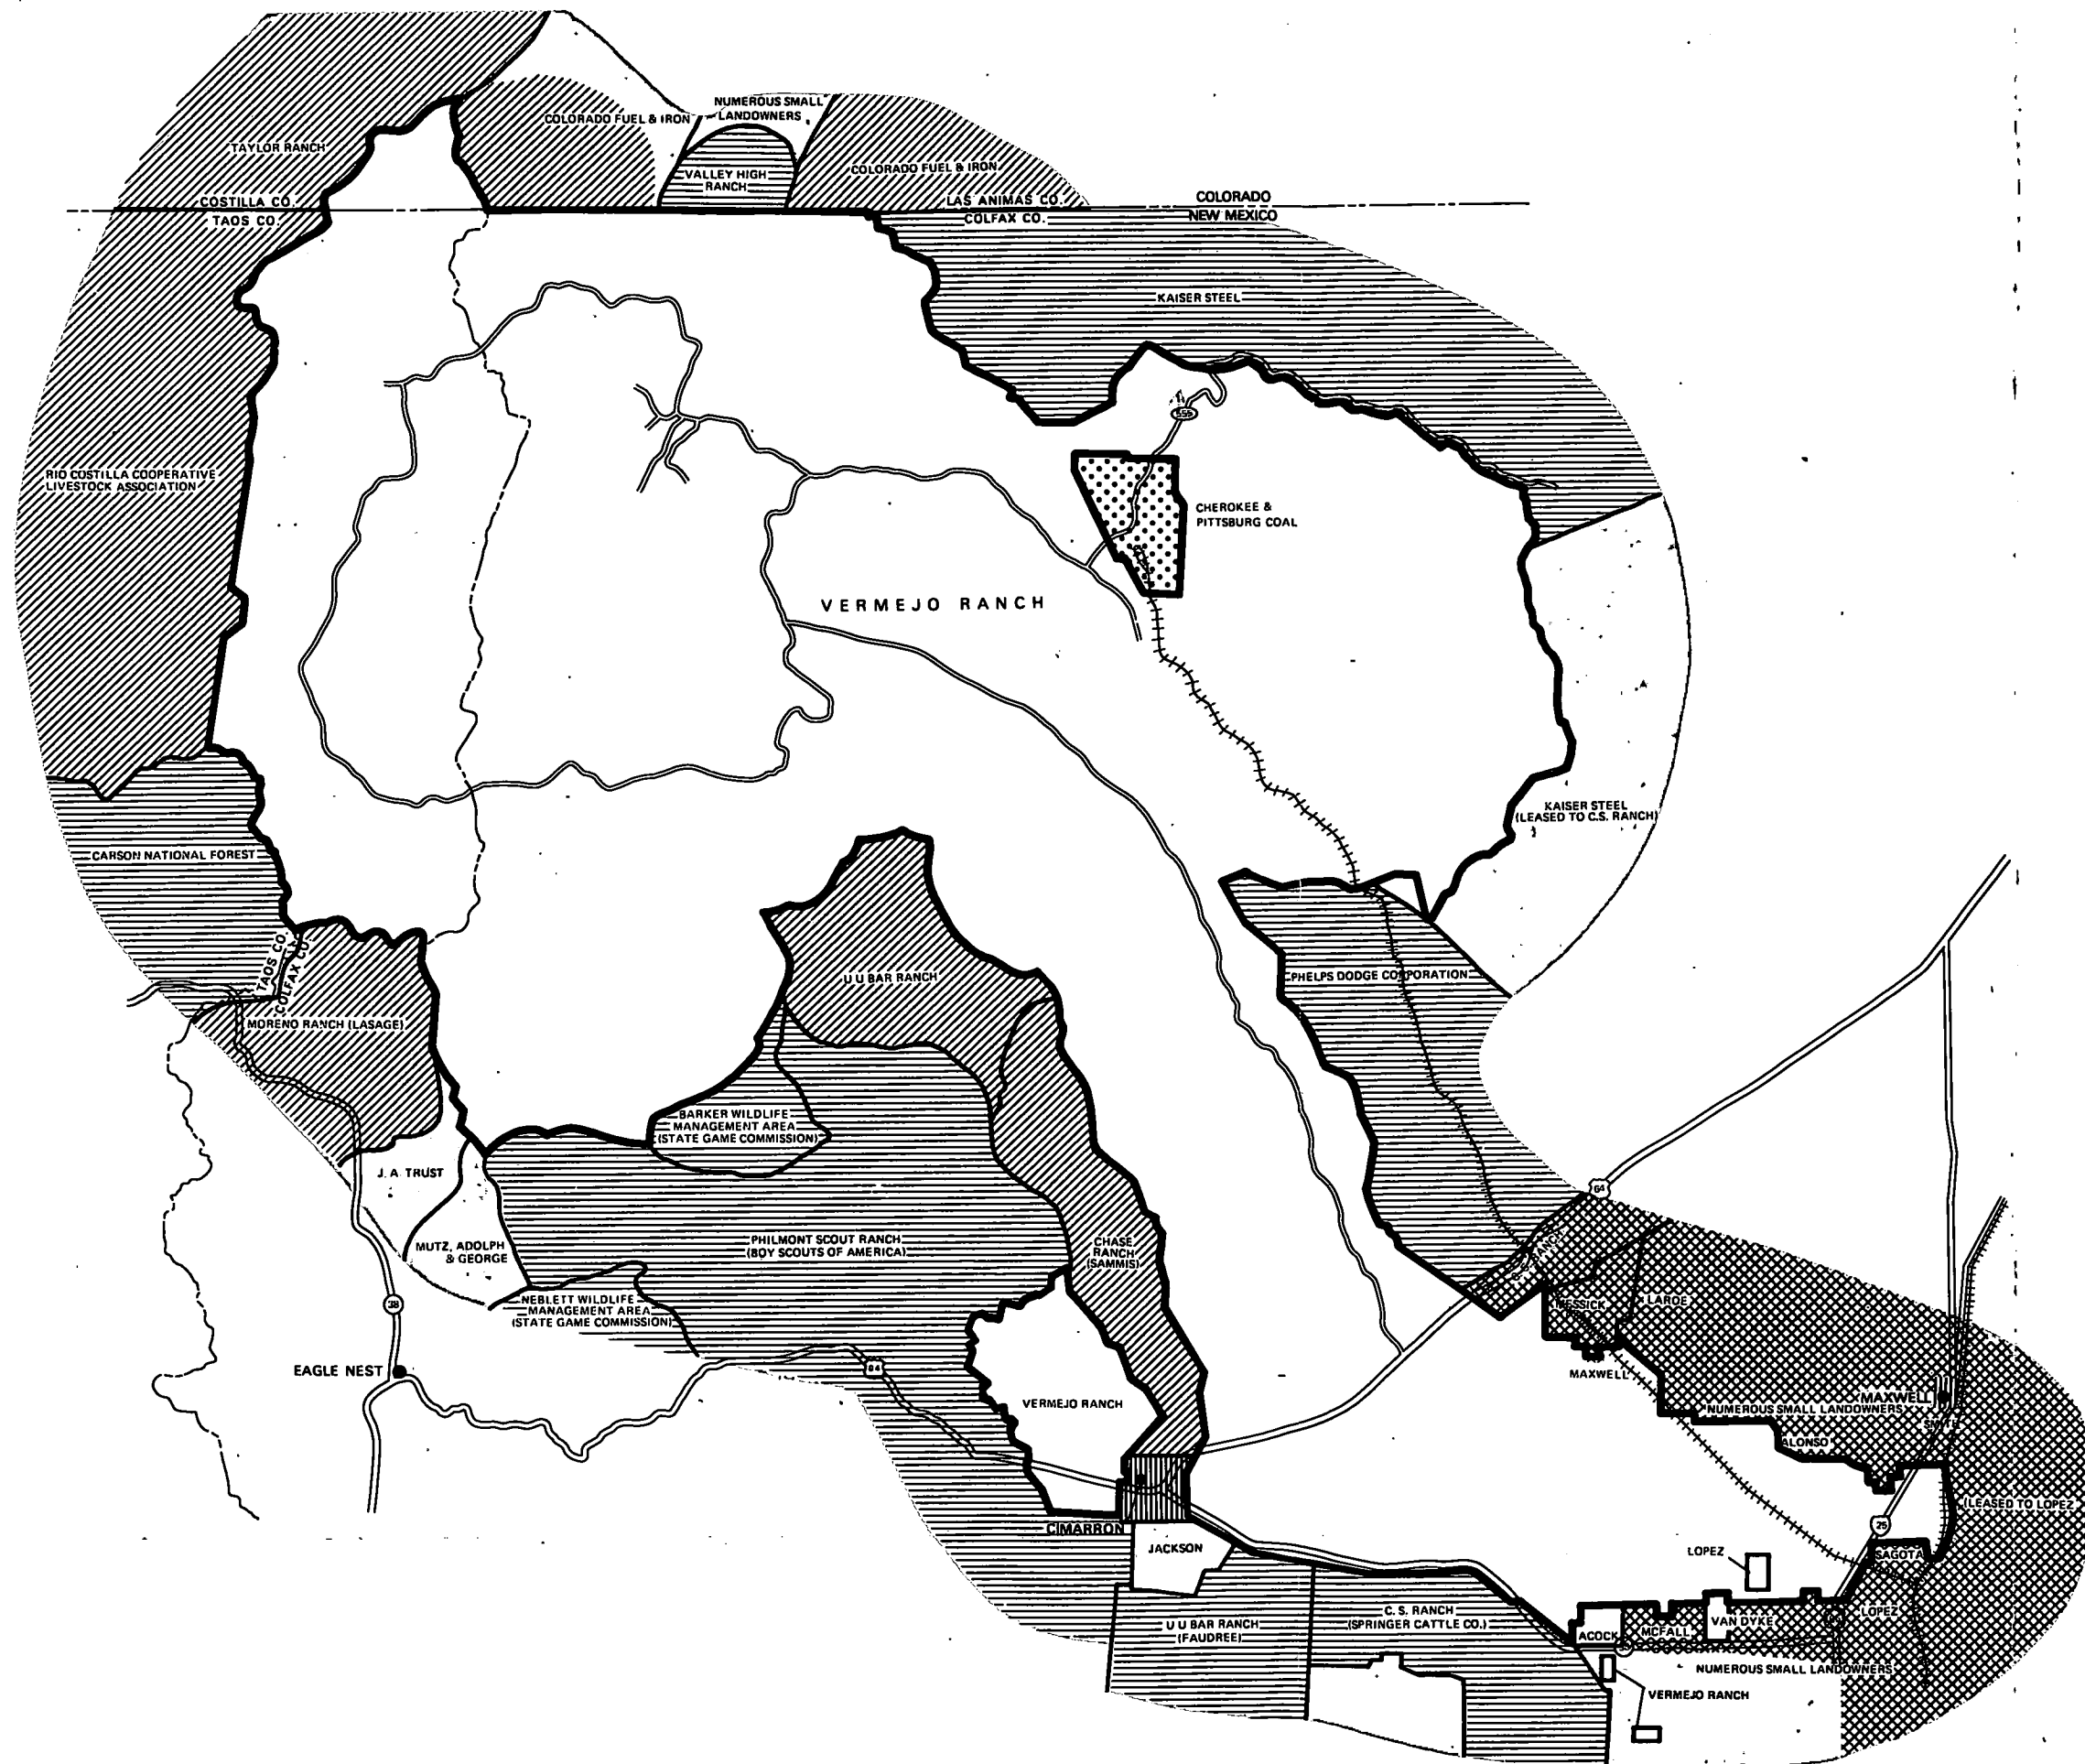 NUMEROUS SMALL
LANDOWNERS
COLORADO FUEL & IRON
TAYLOR RANCH
VALLEY HIGH
RANCH
COLORADO FUEL & IRON
COSTILLA CO.
TAOS CO.
LAS ANIMAS CO.
COLFAX CO.
COLORADO
NEW MEXICO
KAISER STEEL
555
RIO COSTILLA COOPERATIVE
LIVESTOCK ASSOCIATION
CHEROKEE &
PITTSBURG COAL
VERMEJO RANCH
KAISER STEEL
(LEASED TO C.S. RANCH)
CARSON NATIONAL FOREST
TAOS CO.
COLFAX CO.
U U BAR RANCH
PHELPS DODGE CORPORATION
MORENO RANCH (LASAGE)
BARKER WILDLIFE
MANAGEMENT AREA
(STATE GAME COMMISSION)
J. A. TRUST
64
MUTZ, ADOLPH
& GEORGE
PHILMONT SCOUT RANCH
(BOY SCOUTS OF AMERICA)
CHASE
RANCH
(SAMMIS)
C.S. RANCH
38
NEBLETT WILDLIFE
MANAGEMENT AREA
(STATE GAME COMMISSION)
MESSICK
LAROE
EAGLE NEST
64
MAXWELL
VERMEJO RANCH
MAXWELL
NUMEROUS SMALL LANDOWNERS
SMITH
ALONSO
(LEASED TO LOPEZ
CIMARRON
25
JACKSON
LOPEZ
SAGOTA
U U BAR RANCH
(FAUDREE)
C. S. RANCH
(SPRINGER CATTLE CO.)
ACOCK
MCFALL
VAN DYKE
LOPEZ
NUMEROUS SMALL LANDOWNERS
VERMEJO RANCH